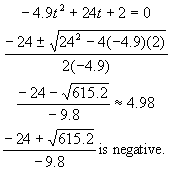 −4.9t² + 24t + 2 = 0
−24 ± √(24² − 4(−4.9)(2)) / 2(−4.9)
−24 − √615.2 / −9.8 ≈ 4.98
−24 + √615.2 / −9.8 is negative.